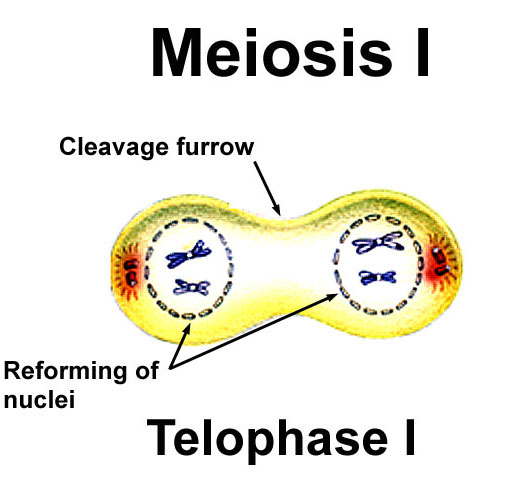 Meiosis I
Cleavage furrow
Reforming of
nuclei
Telophase I